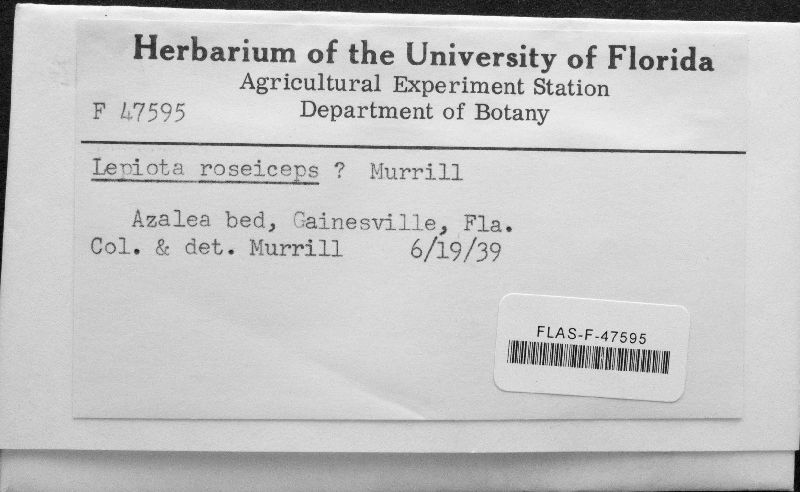 Herbarium of the University of Florida
Agricultural Experiment Station
F 47595 Department of Botany
Lepiota roseiceps ? Murrill
Azalea bed, Gainesville, Fla.
Col. & det. Murrill 6/19/39
FLAS-F-47595